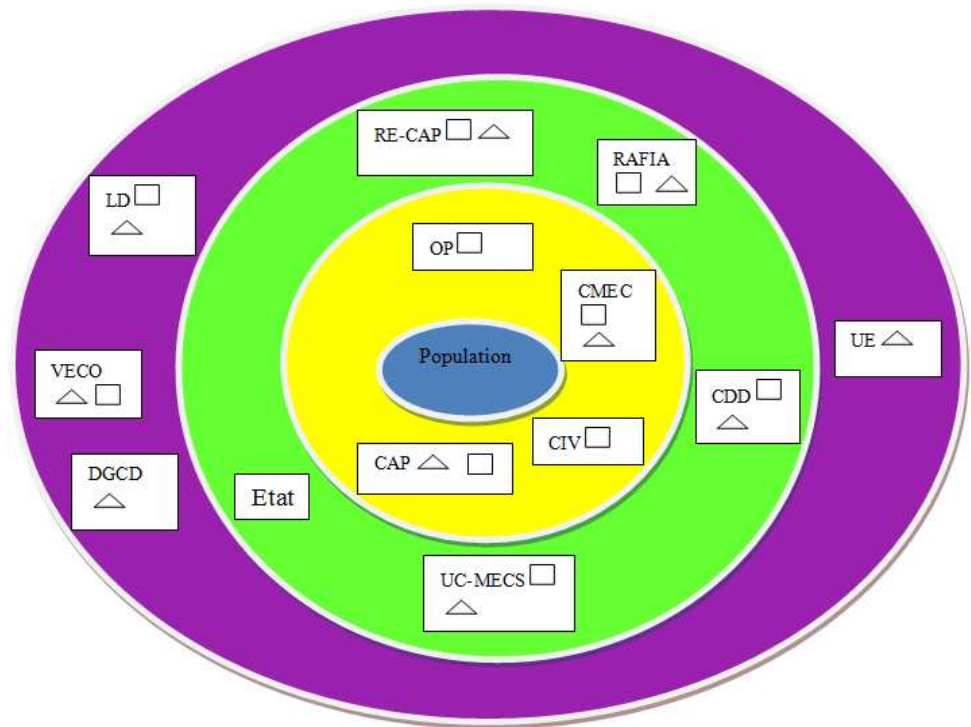 RE-CAP
RAFIA
LD
OP
CMEC
UE
Population
VECO
CDD
CIV
CAP
DGCD
Etat
UC-MECS